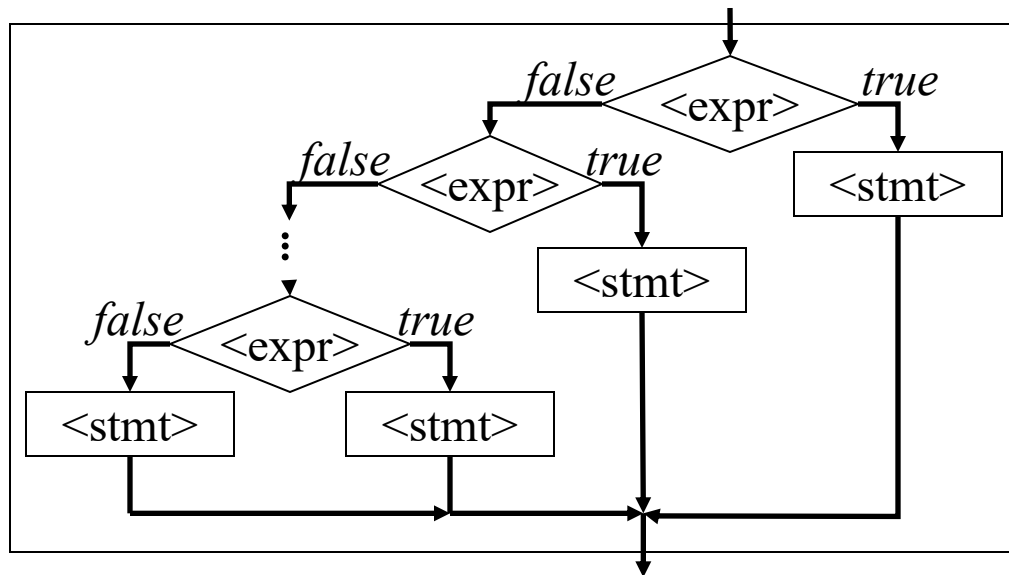 false true
<expr>
false true
<expr> <stmt>
<stmt>
false true
<expr>
<stmt> <stmt>